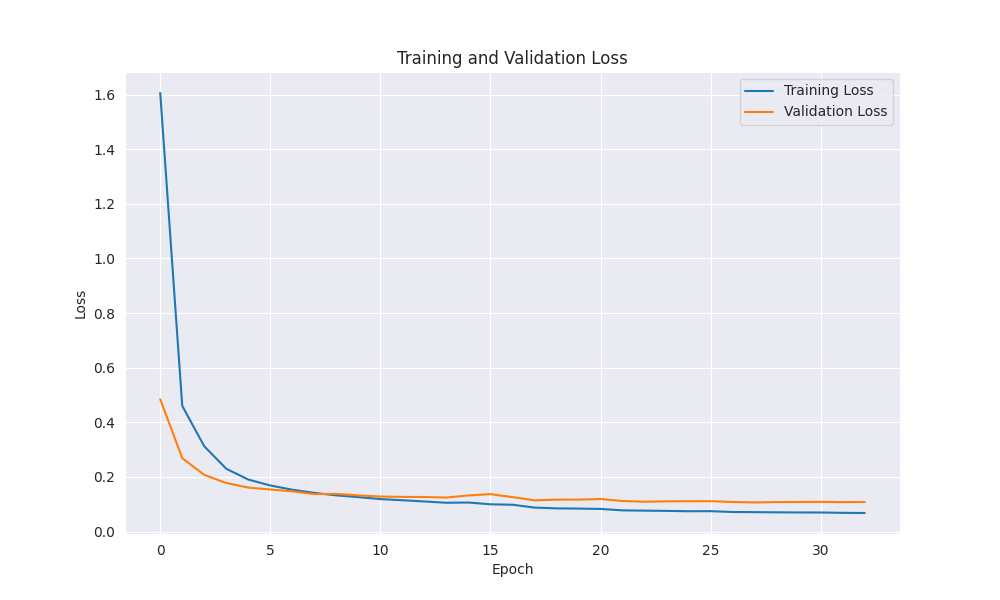 Training and Validation Loss
Training Loss
Validation Loss
1.6
1.4
1.2
1.0
0.8
0.6
0.4
0.2
0.0
Loss
0 5 10 15 20 25 30
Epoch